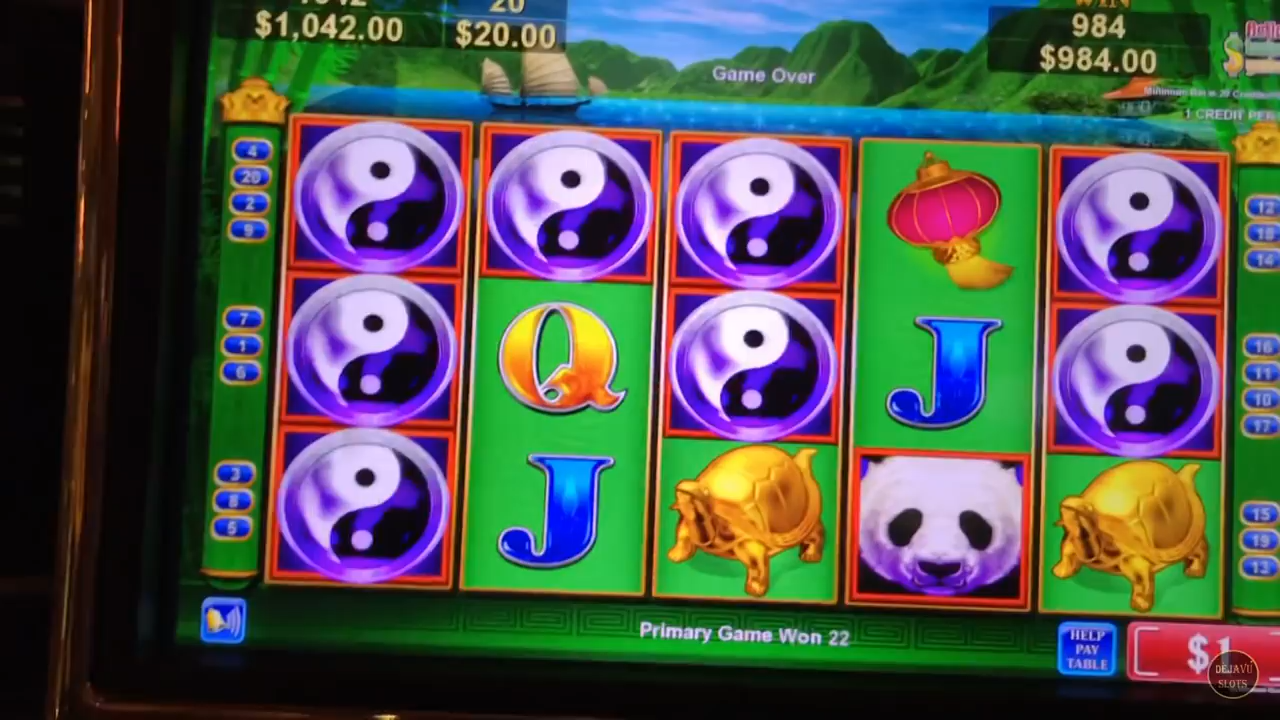 1042
$1,042.00
20
$20.00
WIN
984
$984.00
Game Over
1 CREDIT PER
4
20
2
9
7
1
6
3
8
5
Q
J
J
12
18
14
16
11
10
17
15
19
13
Primary Game Won 22
HELP
PAY
TABLE
$1
DEJAVU
SLOTS